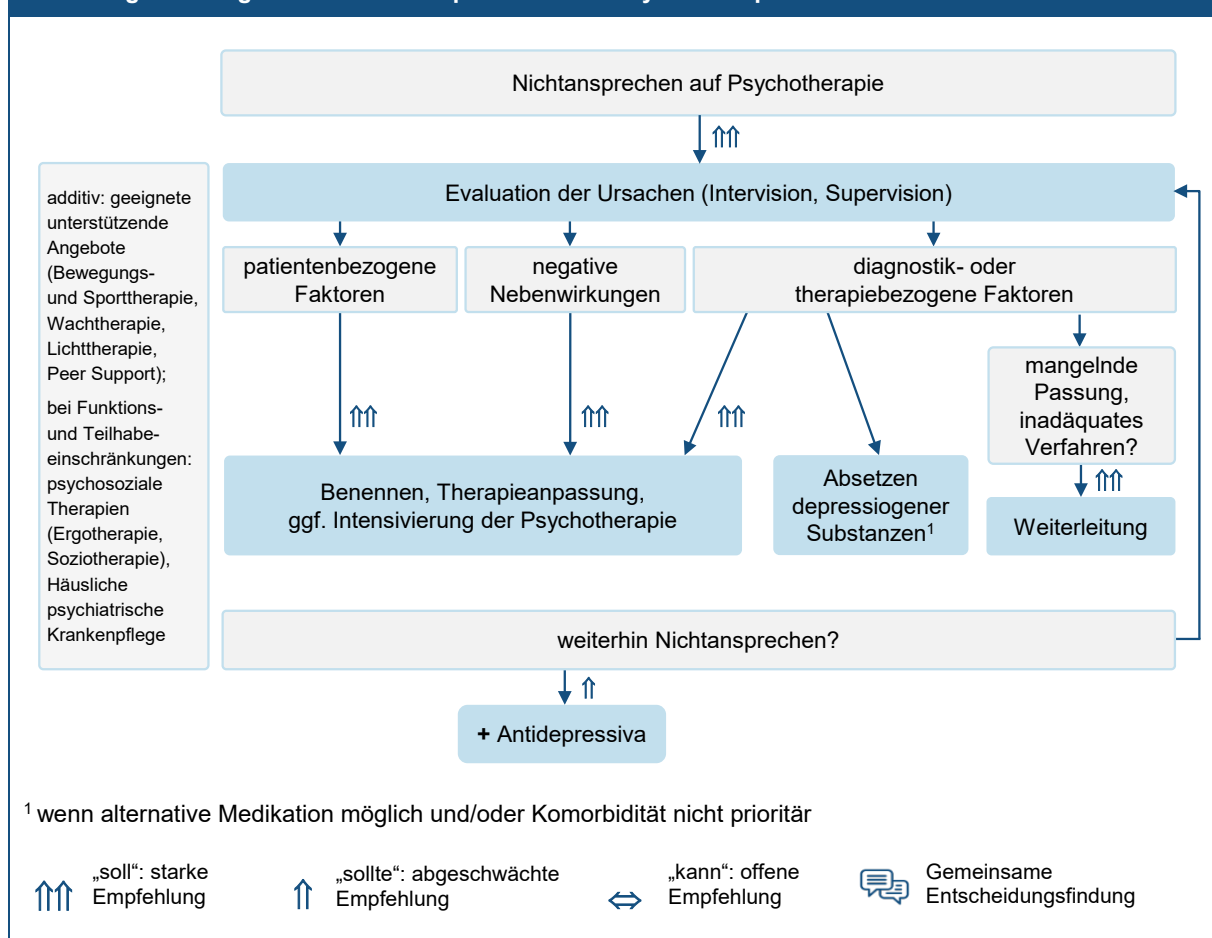 Nichtansprechen auf Psychotherapie
⇑⇑
additiv: geeignete
unterstützende
Angebote
(Bewegungs-
und Sporttherapie,
Wachtherapie,
Lichttherapie,
Peer Support);
bei Funktions-
und Teilhabe-
einschränkungen:
psychosoziale
Therapien
(Ergotherapie,
Soziotherapie),
Häusliche
psychiatrische
Krankenpflege
Evaluation der Ursachen (Intervision, Supervision)
patientenbezogene
Faktoren
negative
Nebenwirkungen
diagnostik- oder
therapiebezogene Faktoren
mangelnde
Passung,
inadäquates
Verfahren?
⇑⇑
⇑⇑
⇑⇑
⇑⇑
Benennen, Therapieanpassung,
ggf. Intensivierung der Psychotherapie
Absetzen
depressiogener
Substanzen¹
Weiterleitung
weiterhin Nichtansprechen?
⇑
+ Antidepressiva
¹ wenn alternative Medikation möglich und/oder Komorbidität nicht prioritär
⇑⇑ „soll“: starke
Empfehlung
⇑ „sollte“: abgeschwächte
Empfehlung
⇔ „kann“: offene
Empfehlung
Gemeinsame
Entscheidungsfindung